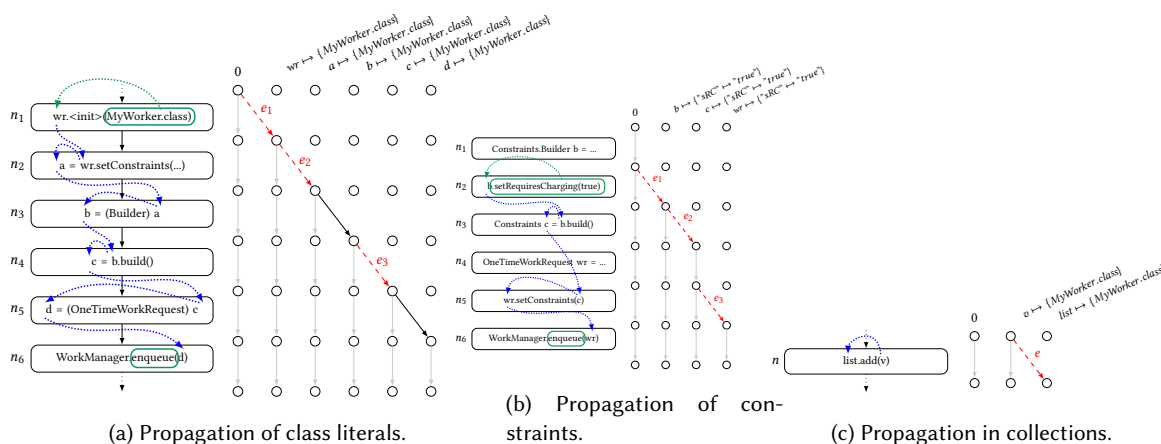 0
wr ↦ {MyWorker.class}
a ↦ {MyWorker.class}
b ↦ {MyWorker.class}
c ↦ {MyWorker.class}
d ↦ {MyWorker.class}
n1
wr.<init>(MyWorker.class)
n2
a = wr.setConstraints(...)
n3
b = (Builder) a
n4
c = b.build()
n5
d = (OneTimeWorkRequest) c
n6
WorkManager.enqueue(d)
e1
e2
e3
(a) Propagation of class literals.
0
b ↦ {"sRC" ↦ "true"}
c ↦ {"sRC" ↦ "true"}
wr ↦ {"sRC" ↦ "true"}
n1
Constraints.Builder b = ...
n2
b.setRequiresCharging(true)
n3
Constraints c = b.build()
n4
OneTimeWorkRequest wr = ...
n5
wr.setConstraints(c)
n6
WorkManager.enqueue(wr)
e1
e2
e3
(b) Propagation of con-
straints.
0
v ↦ {MyWorker.class}
list ↦ {MyWorker.class}
n
list.add(v)
e
(c) Propagation in collections.